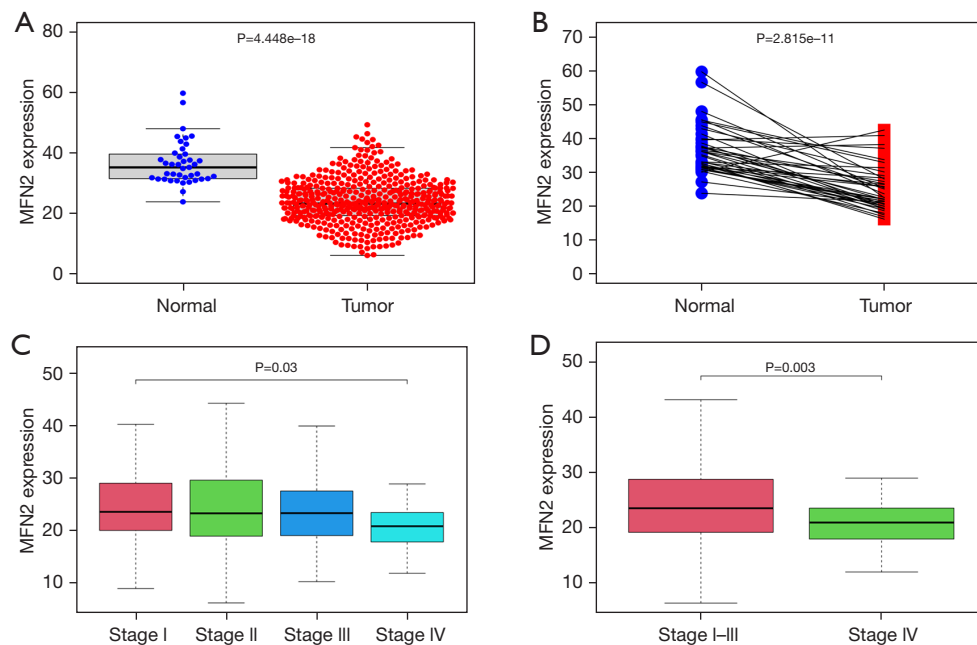 A
P=4.448e–18
MFN2 expression
80
60
40
20
0
Normal Tumor
B
P=2.815e–11
MFN2 expression
70
60
50
40
30
20
10
0
Normal Tumor
C
P=0.03
MFN2 expression
50
40
30
20
10
Stage I Stage II Stage III Stage IV
D
P=0.003
MFN2 expression
50
40
30
20
10
Stage I–III Stage IV